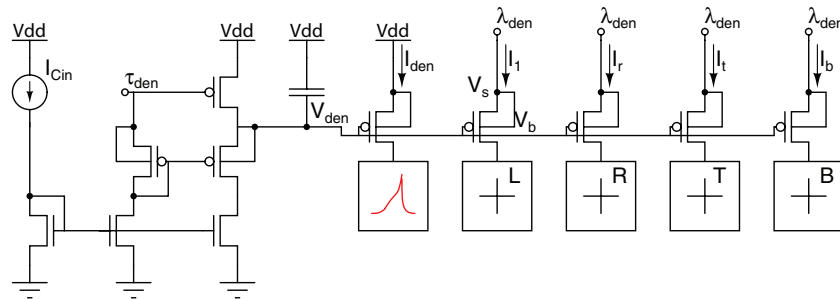 Vdd Vdd Vdd Vdd λden λden λden λden
ICin τden Vden Iden I1 Ir It Ib
Vs Vb
L R T B